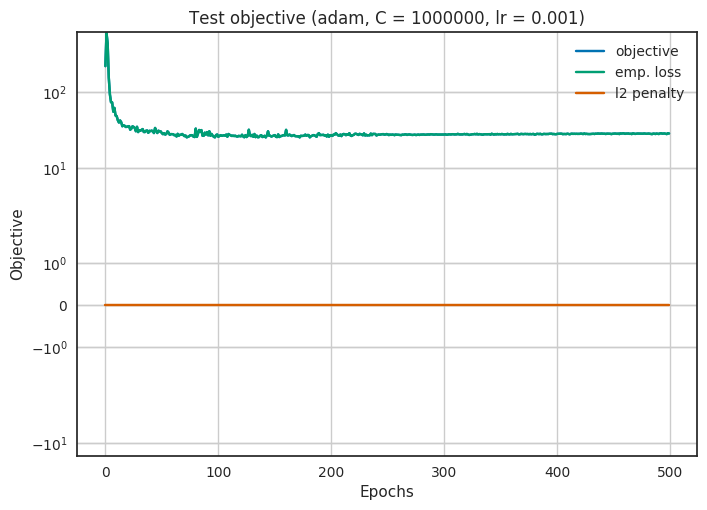 Test objective (adam, C = 1000000, lr = 0.001)
objective
emp. loss
l2 penalty
10²
10¹
10⁰
0
−10⁰
−10¹
Objective
0
100
200
300
400
500
Epochs